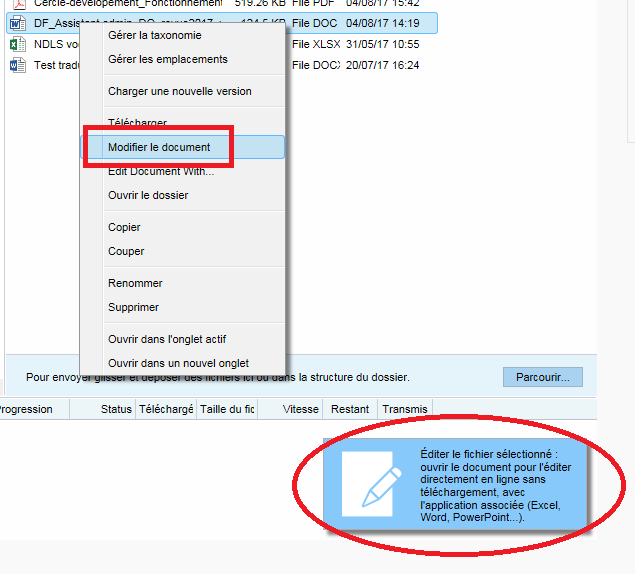 Cercle-développement_Fonctionnement 519.26 KB File PDF 04/08/17 15:42
DF_Assistant admin_DO_revue2017 124.5 KB File DOC 04/08/17 14:19
NDLS vo File XLSX 31/05/17 10:55
Test tradu File DOC 20/07/17 16:24
Gérer la taxonomie
Gérer les emplacements
Charger une nouvelle version
Télécharger
Modifier le document
Edit Document With...
Ouvrir le dossier
Copier
Couper
Renommer
Supprimer
Ouvrir dans l'onglet actif
Ouvrir dans un nouvel onglet
Pour envoyer glisser et déposer des fichiers ici ou dans la structure du dossier.
Parcourir...
Progression Status Téléchargé Taille du fic Vitesse Restant Transmis
Éditer le fichier sélectionné :
ouvrir le document pour l'éditer
directement en ligne sans
téléchargement, avec
l'application associée (Excel,
Word, PowerPoint...).